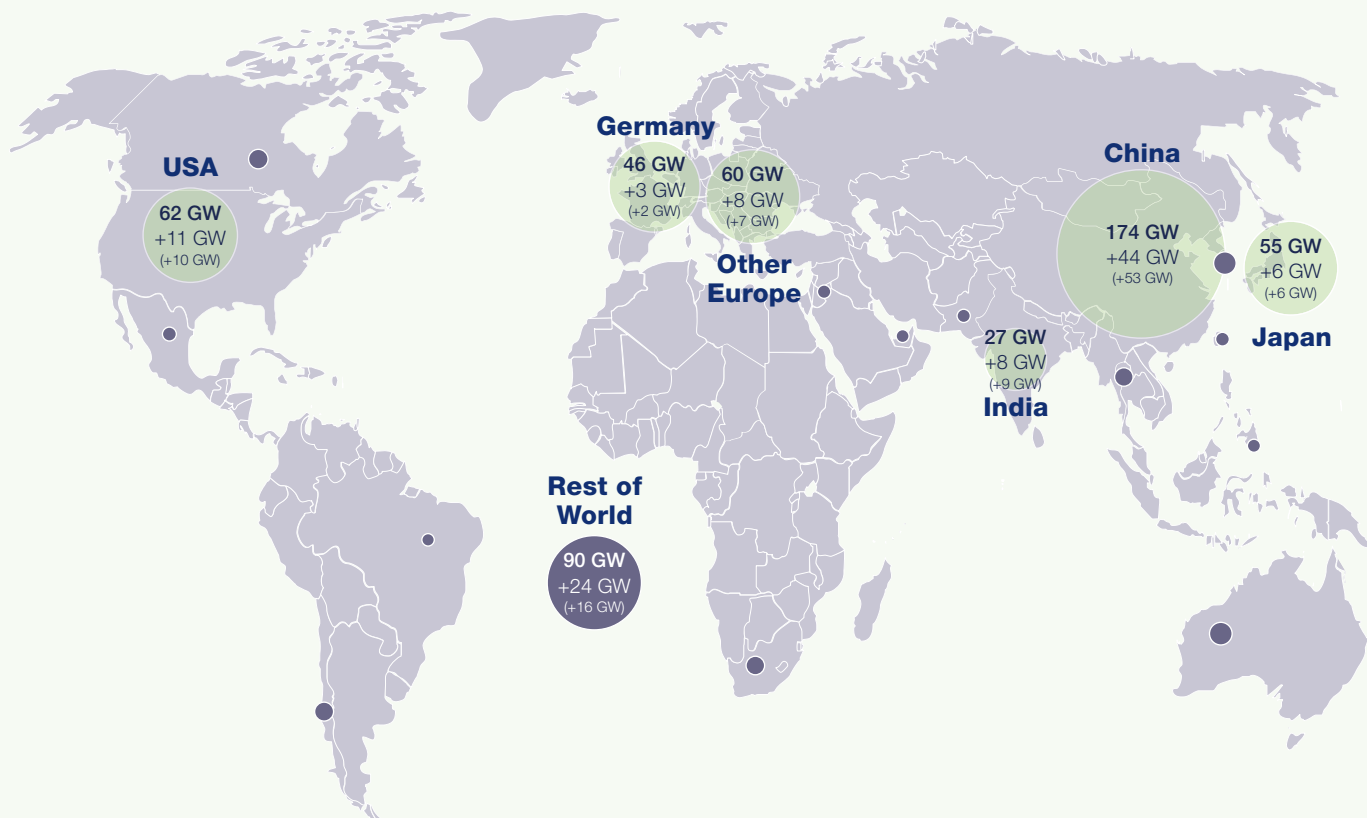 Germany
46 GW
+3 GW
(+2 GW)
60 GW
+8 GW
(+7 GW)
Other
Europe
USA
62 GW
+11 GW
(+10 GW)
China
174 GW
+44 GW
(+53 GW)
55 GW
+6 GW
(+6 GW)
Japan
27 GW
+8 GW
(+9 GW)
India
Rest of
World
90 GW
+24 GW
(+16 GW)